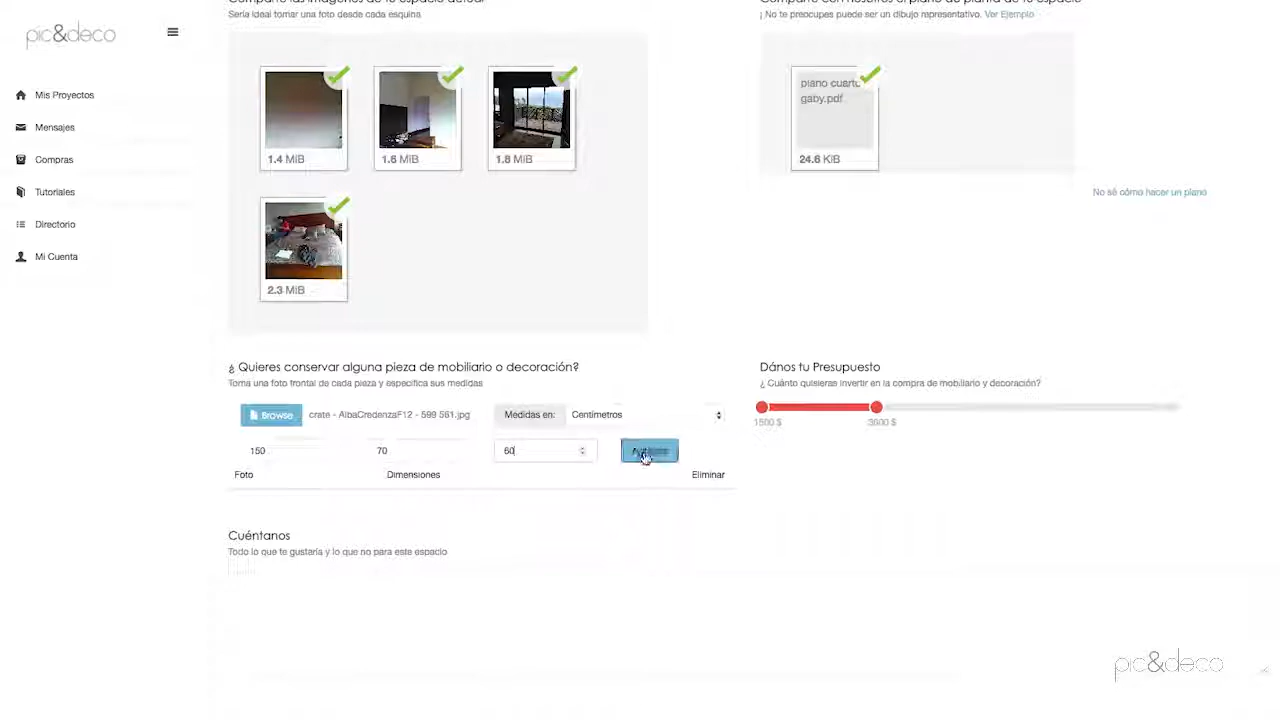 pic&deco
Mis Proyectos
Mensajes
Compras
Tutoriales
Directorio
Mi Cuenta
Sería ideal tomar una foto desde cada esquina
1.4 MiB
1.6 MiB
1.8 MiB
2.3 MiB
¡ No te preocupes puede ser un dibujo representativo. Ver Ejemplo
plano cuarto
gaby.pdf
24.6 KiB
No sé cómo hacer un plano
¿ Quieres conservar alguna pieza de mobiliario o decoración?
Toma una foto frontal de cada pieza y especifica sus medidas
Browse
crate - AlbaCredenzaF12 - 599 561.jpg
Medidas en:
Centímetros
150
70
60
Foto
Dimensiones
Eliminar
Dános tu Presupuesto
¿ Cuánto quisieras invertir en la compra de mobiliario y decoración?
1500 $
3000 $
Cuéntanos
Todo lo que te gustaría y lo que no para este espacio
pic&deco